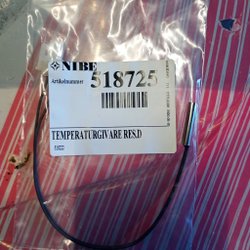 NIBE
Artikelnummer
518725
TEMPERATURGIVARE RES.D